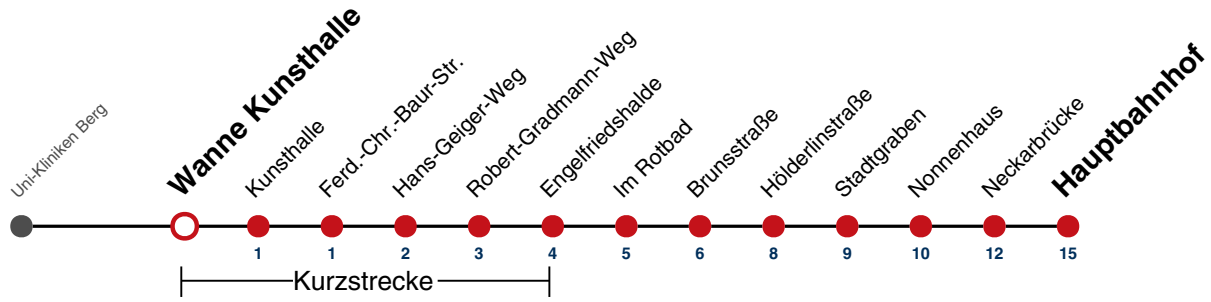 Uni-Kliniken Berg
Wanne Kunsthalle
Kunsthalle
Ferd.-Chr.-Baur-Str.
Hans-Geiger-Weg
Robert-Gradmann-Weg
Engelfriedshalde
Im Rotbad
Brunsstraße
Hölderlinstraße
Stadtgraben
Nonnenhaus
Neckarbrücke
Hauptbahnhof
1 1 2 3 4 5 6 8 9 10 12 15
Kurzstrecke